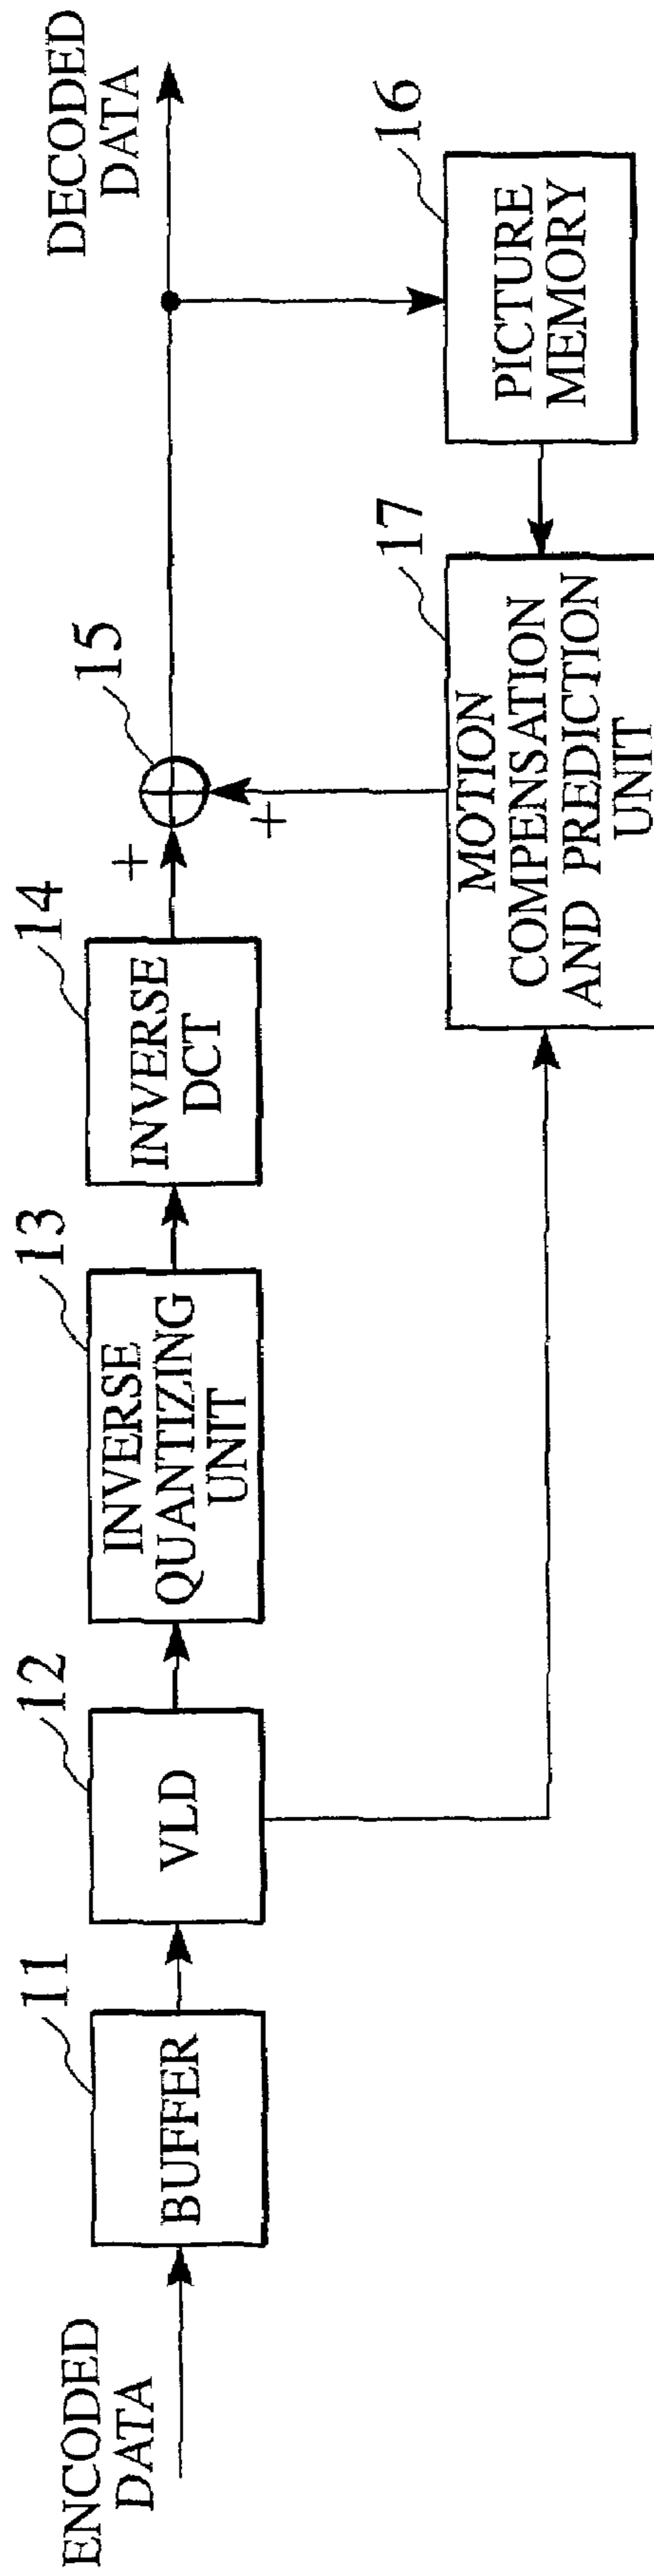 ENCODED
DATA
11
BUFFER
12
VLD
13
INVERSE
QUANTIZING
UNIT
14
INVERSE
DCT
+
15
+
DECODED
DATA
16
PICTURE
MEMORY
17
MOTION
COMPENSATION
AND PREDICTION
UNIT